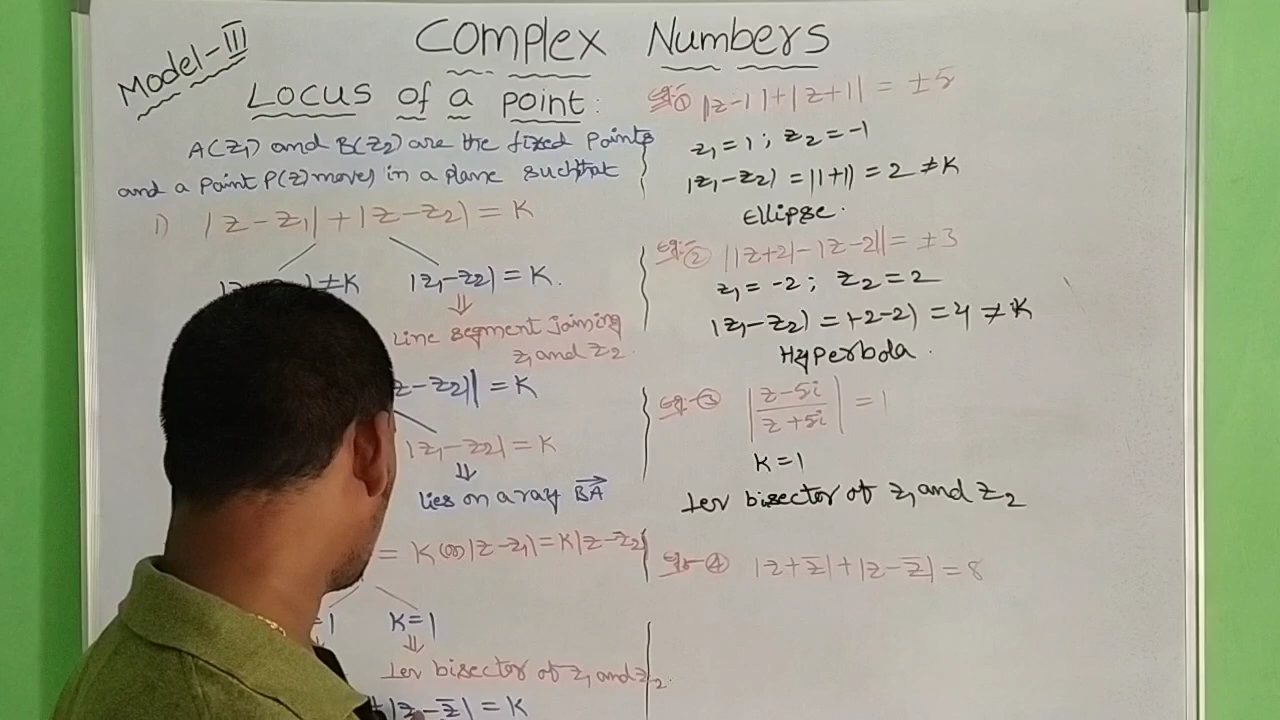 Complex Numbers
Model-III
Locus of a point:
A(z₁) and B(z₂) are the fixed points
and a point P(z) moves in a plane such that
1) |z-z₁|+|z-z₂|=K
≠K |z₁-z₂|=K.
⇓
Line segment joining
z₁ and z₂.
z-z₂||=K
|z₁-z₂|=K
⇓
lies on a ray BA
=K (or) |z-z₁|=K|z-z₂|
=1 K=1
⇓
⊥er bisector of z₁ and z₂.
+|z-z̅|=K
Eg:-① |z-1|+|z+1|=±5
z₁=1; z₂=-1
|z₁-z₂)=|1+1|=2≠K
Ellipse.
Eg:-② ||z+2|-|z-2||=±3
z₁=-2; z₂=2
|z₁-z₂)=|-2-2)=4≠K
Hyperbola.
Eg:-③ |z-5i/z+5i|=1
K=1
⊥er bisector of z₁ and z₂
Eg:-④ |z+z̅|+|z-z̅|=8